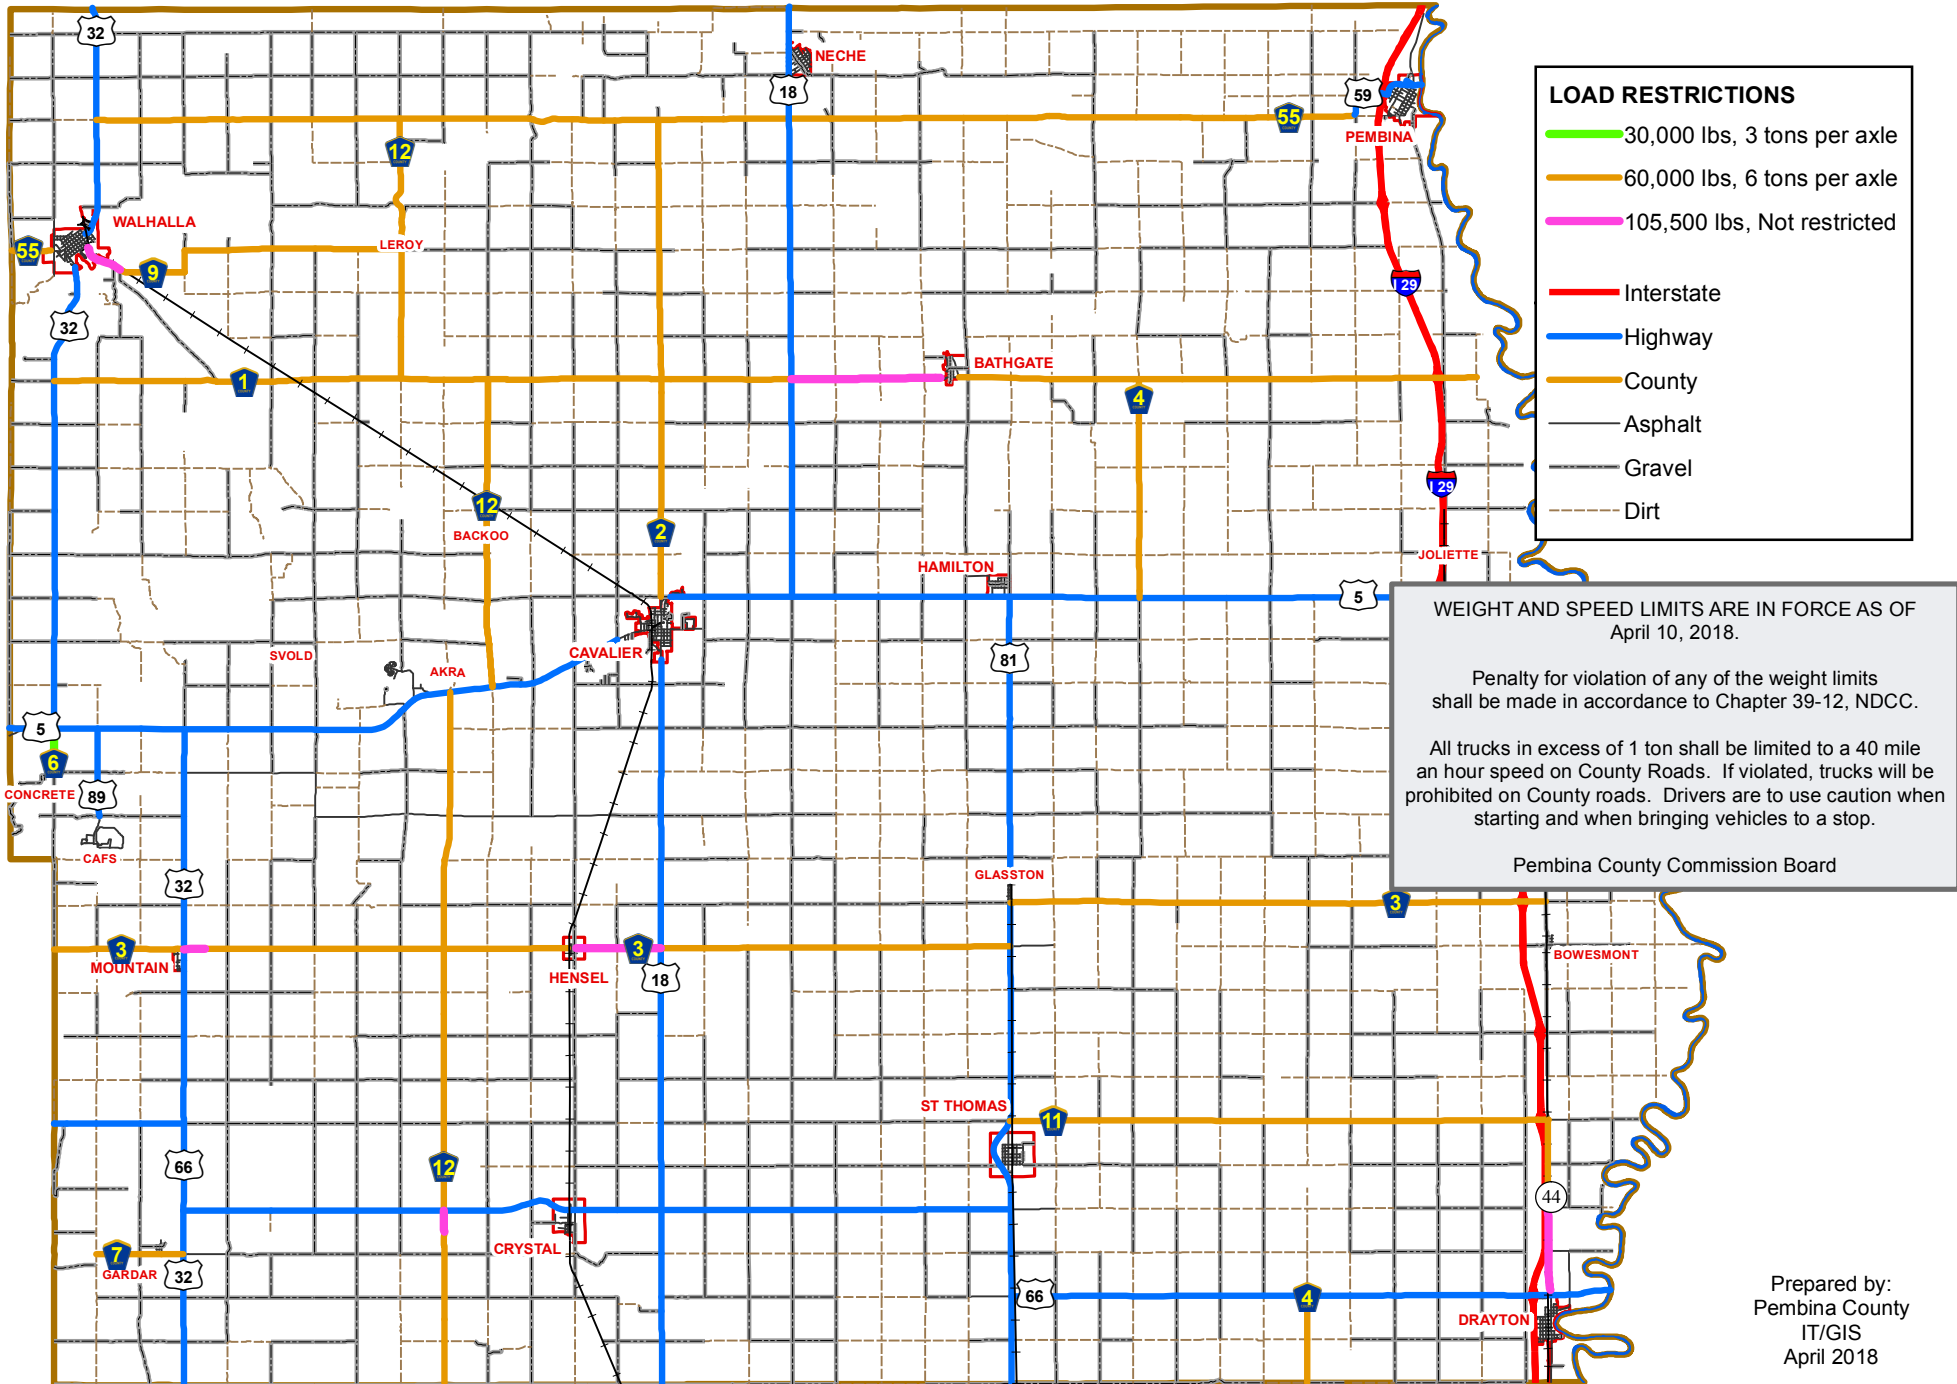 32
NECHE
18
59
55
PEMBINA
12
WALHALLA
LEROY
55
9
I 29
32
BATHGATE
1
4
I 29
12
BACKOO
2
JOLIETTE
HAMILTON
5
CAVALIER
SVOLD
AKRA
81
5
6
CONCRETE
89
CAFS
32
GLASSTON
3
3
3
MOUNTAIN
HENSEL
18
BOWESMONT
ST THOMAS
11
66
12
44
CRYSTAL
7
GARDAR
32
66
4
DRAYTON
LOAD RESTRICTIONS
30,000 lbs, 3 tons per axle
60,000 lbs, 6 tons per axle
105,500 lbs, Not restricted
Interstate
Highway
County
Asphalt
Gravel
Dirt
WEIGHT AND SPEED LIMITS ARE IN FORCE AS OF
April 10, 2018.
Penalty for violation of any of the weight limits
shall be made in accordance to Chapter 39-12, NDCC.
All trucks in excess of 1 ton shall be limited to a 40 mile
an hour speed on County Roads.  If violated, trucks will be
prohibited on County roads.  Drivers are to use caution when
starting and when bringing vehicles to a stop.
Pembina County Commission Board
Prepared by:
Pembina County
IT/GIS
April 2018